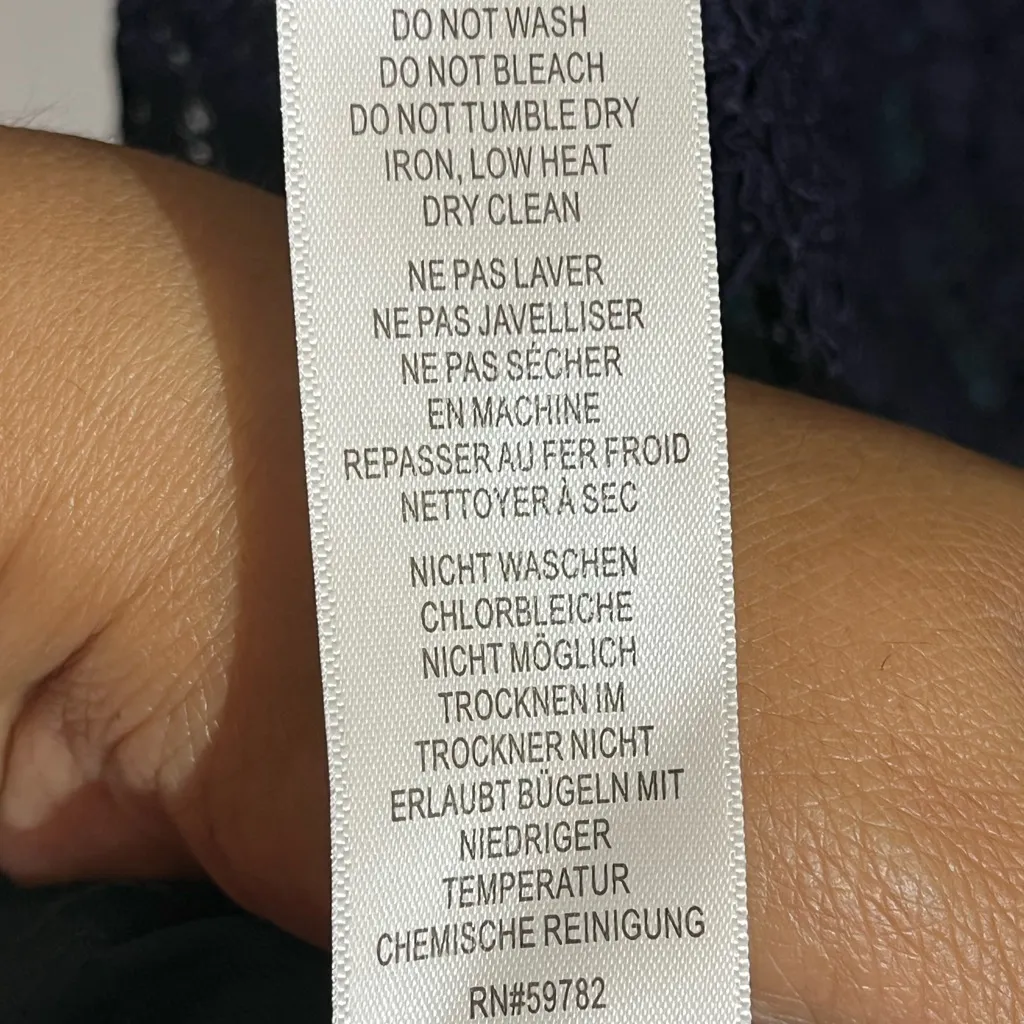 DO NOT WASH
DO NOT BLEACH
DO NOT TUMBLE DRY
IRON, LOW HEAT
DRY CLEAN
NE PAS LAVER
NE PAS JAVELLISER
NE PAS SÉCHER
EN MACHINE
REPASSER AU FER FROID
NETTOYER À SEC
NICHT WASCHEN
CHLORBLEICHE
NICHT MÖGLICH
TROCKNEN IM
TROCKNER NICHT
ERLAUBT BÜGELN MIT
NIEDRIGER
TEMPERATUR
CHEMISCHE REINIGUNG
RN#59782